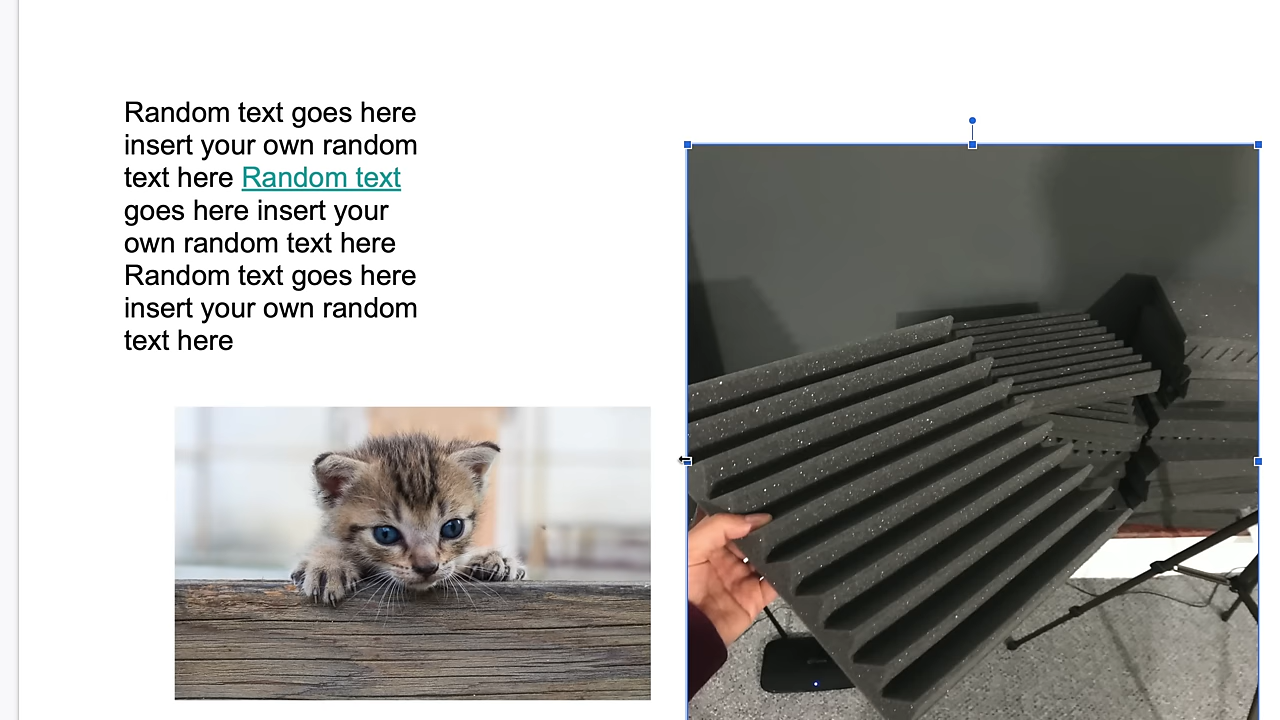 Random text goes here
insert your own random
text here Random text
goes here insert your
own random text here
Random text goes here
insert your own random
text here